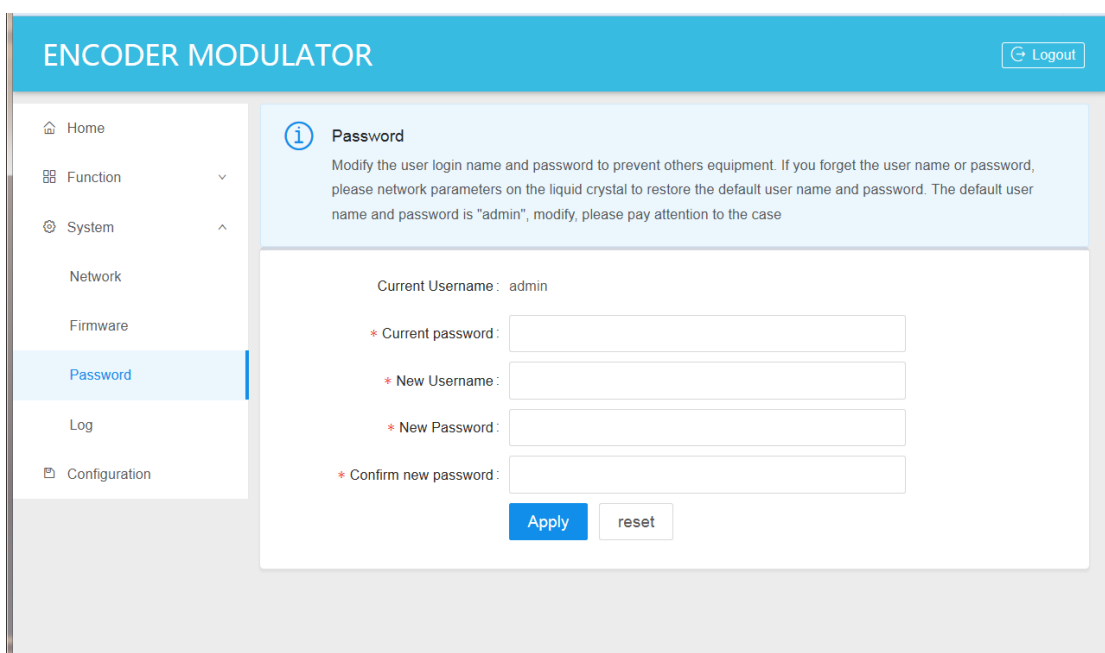 ENCODER MODULATOR
Logout
Home
Function
System
Network
Firmware
Password
Log
Configuration
Password
Modify the user login name and password to prevent others equipment. If you forget the user name or password,
please network parameters on the liquid crystal to restore the default user name and password. The default user
name and password is "admin", modify, please pay attention to the case
Current Username : admin
* Current password :
* New Username :
* New Password :
* Confirm new password :
Apply reset